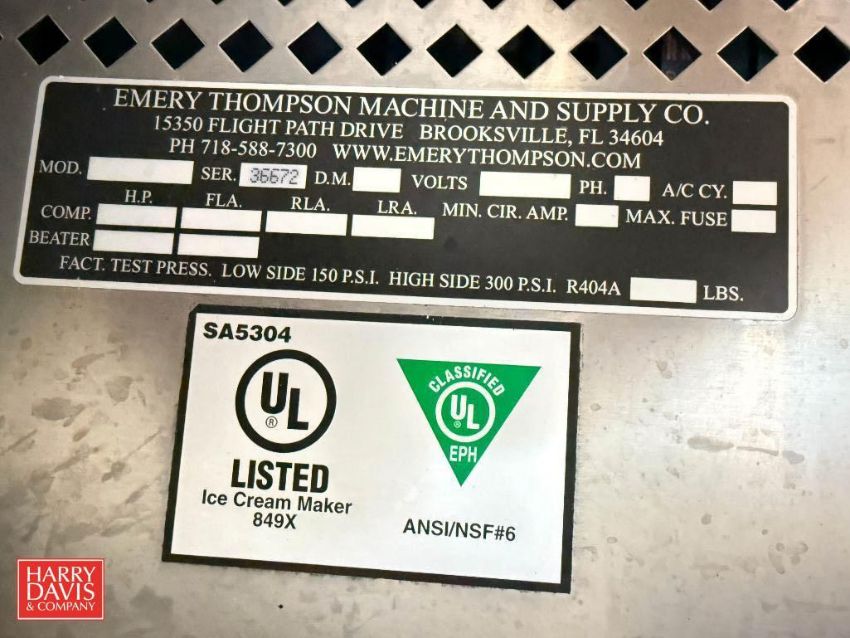 EMERY THOMPSON MACHINE AND SUPPLY CO.
15350 FLIGHT PATH DRIVE BROOKSVILLE, FL 34604
PH 718-588-7300 WWW.EMERYTHOMPSON.COM
MOD. SER. 36672 D.M. VOLTS PH. A/C CY.
H.P. FLA. RLA. LRA. MIN. CIR. AMP. MAX. FUSE
COMP.
BEATER
FACT. TEST PRESS. LOW SIDE 150 P.S.I. HIGH SIDE 300 P.S.I. R404A LBS.
SA5304
UL
®
LISTED
Ice Cream Maker
849X
CLASSIFIED
UL
®
EPH
ANSI/NSF#6
HARRY
DAVIS
& COMPANY